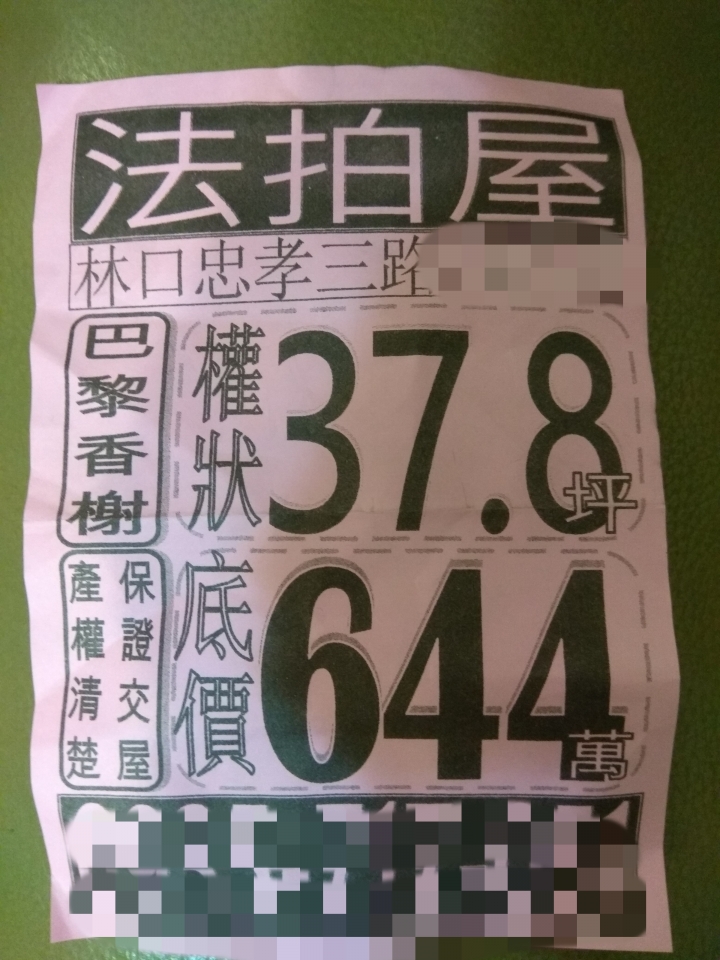 法拍屋
林口忠孝三路
巴黎香榭
權狀
37.8坪
保證交屋
產權清楚
底價
644萬